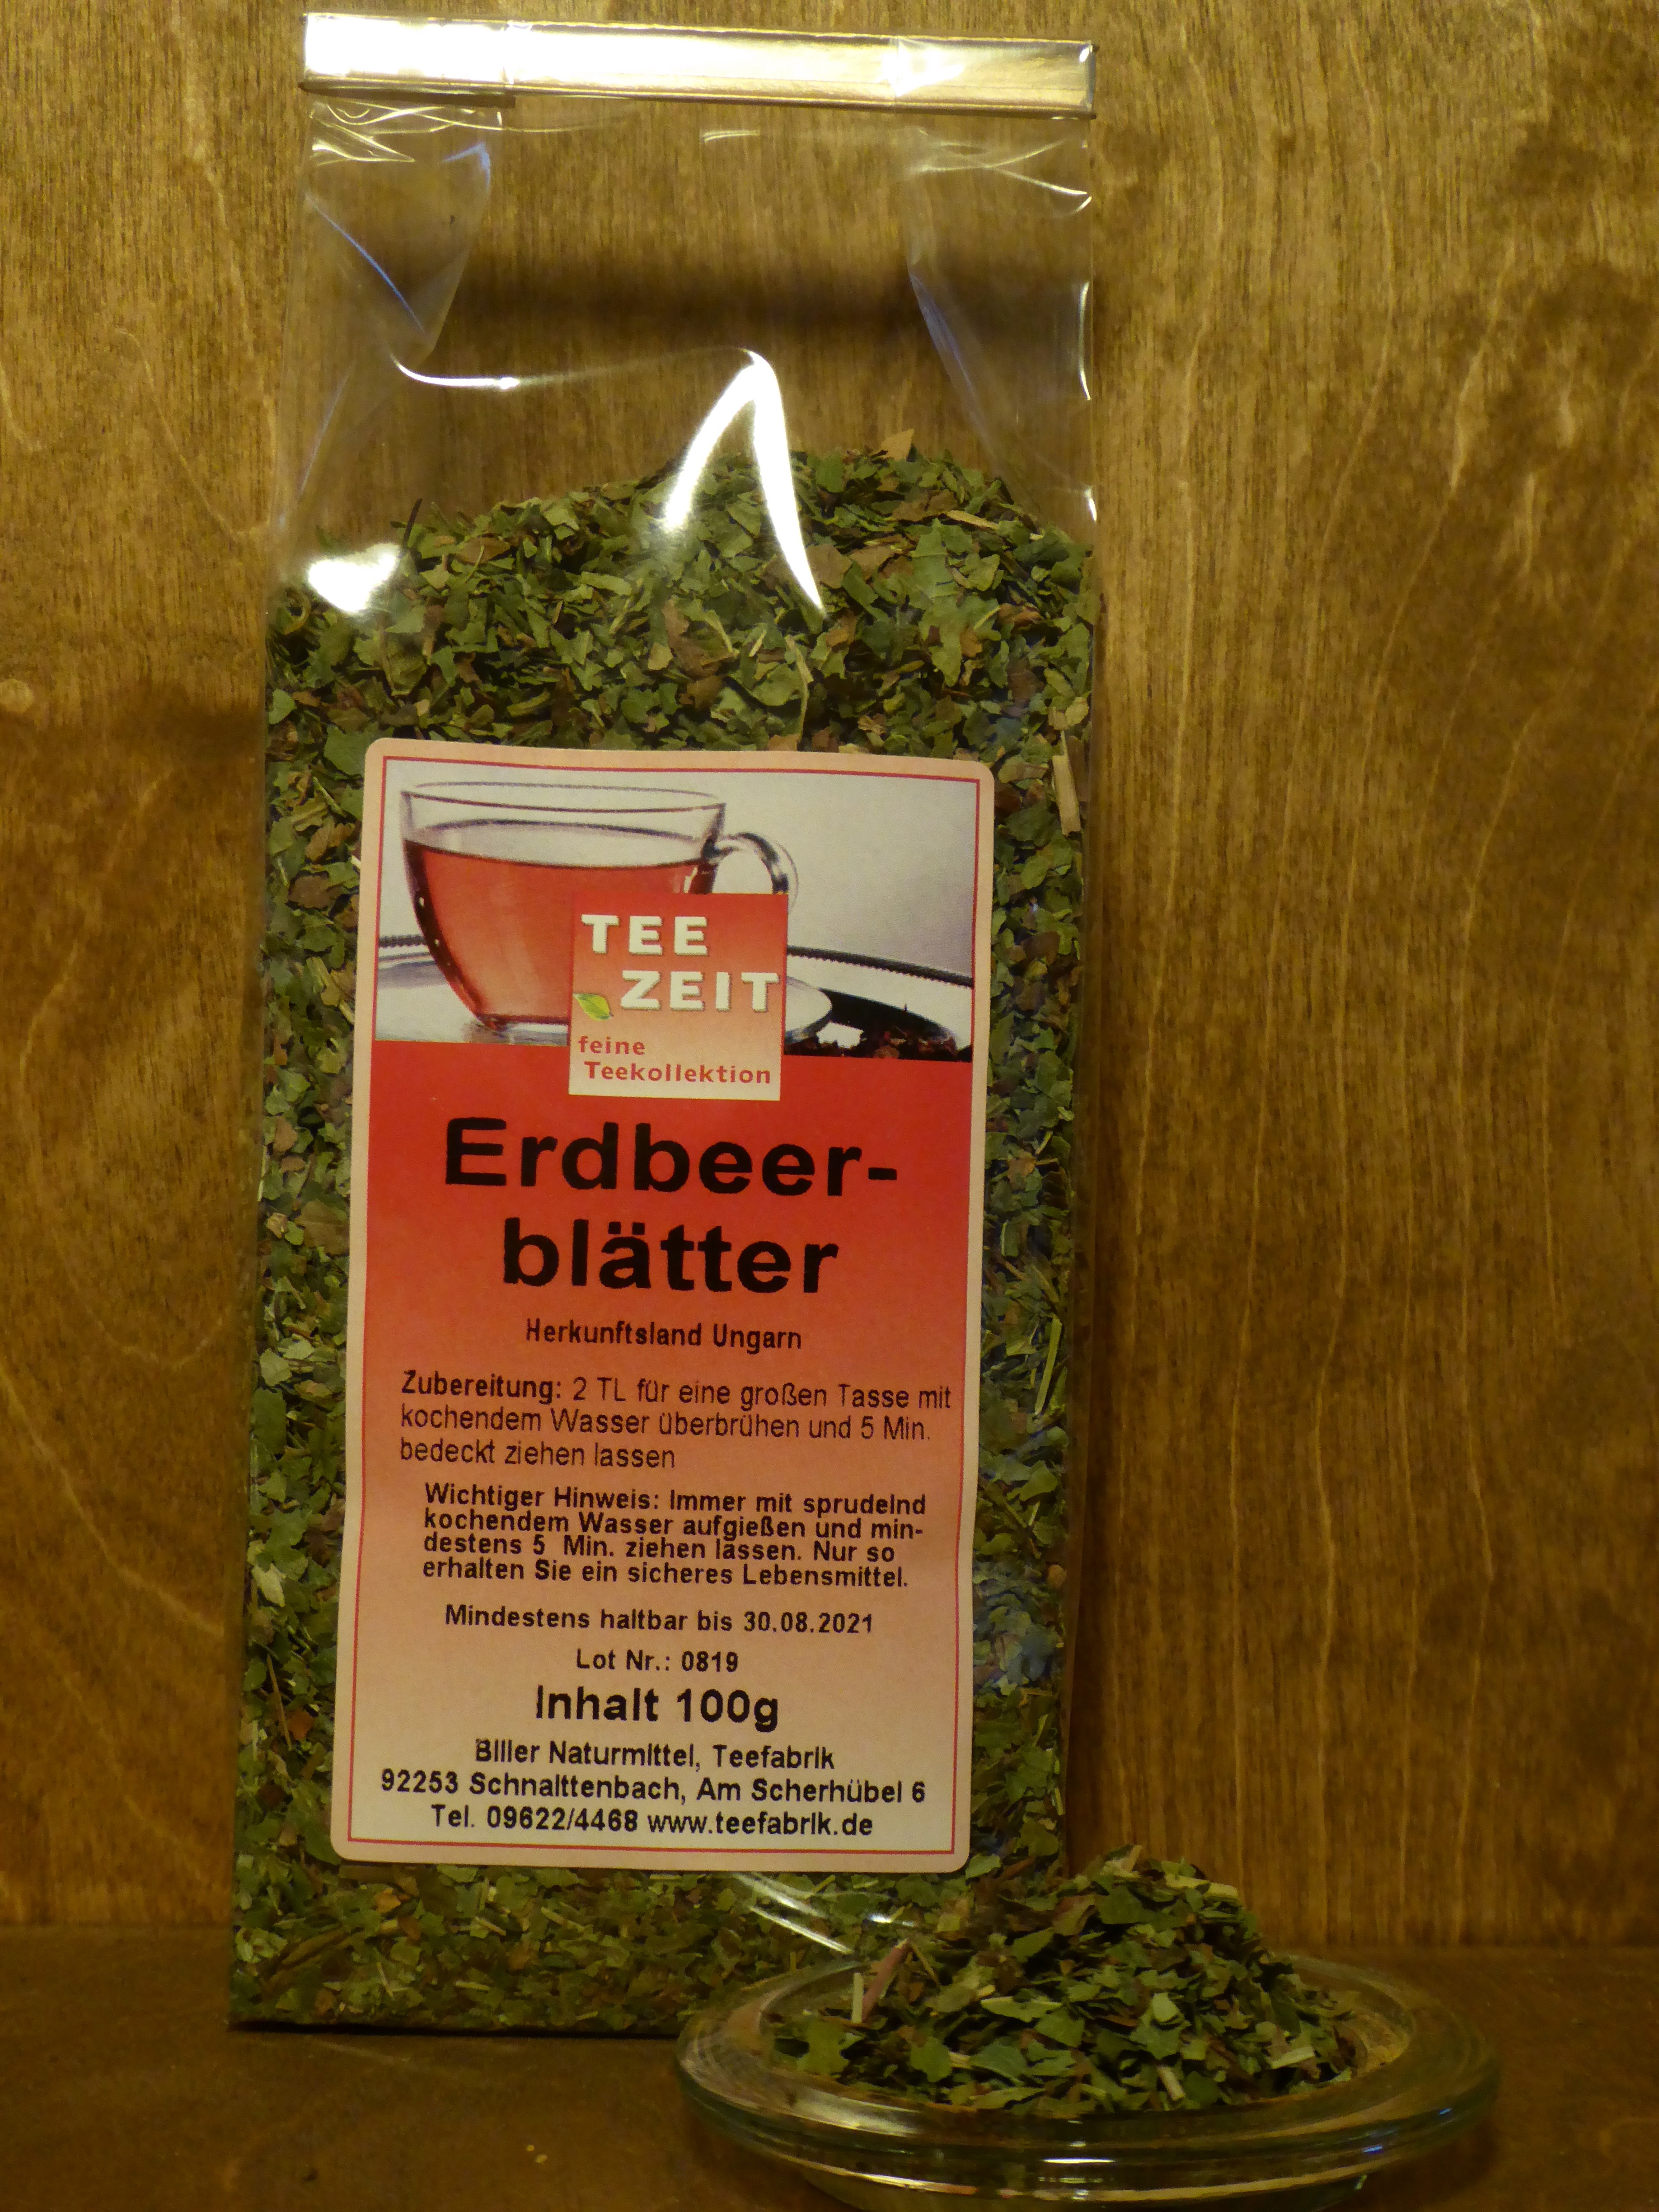 TEE
ZEIT
feine
Teekollektion
Erdbeer-
blätter
Herkunftsland Ungarn
Zubereitung: 2 TL für eine großen Tasse mit
kochendem Wasser überbrühen und 5 Min.
bedeckt ziehen lassen
Wichtiger Hinweis: Immer mit sprudelnd
kochendem Wasser aufgießen und min-
destens 5 Min. ziehen lassen. Nur so
erhalten Sie ein sicheres Lebensmittel.
Mindestens haltbar bis 30.08.2021
Lot Nr.: 0819
Inhalt 100g
Biller Naturmittel, Teefabrik
92253 Schnaittenbach, Am Scherhübel 6
Tel. 09622/4468 www.teefabrik.de